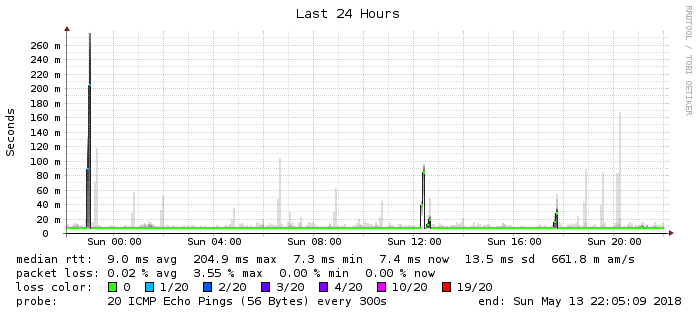 Last 24 Hours
RRDTOOL / TOBI OETIKER
Seconds
260 m
240 m
220 m
200 m
180 m
160 m
140 m
120 m
100 m
80 m
60 m
40 m
20 m
0
Sun 00:00 Sun 04:00 Sun 08:00 Sun 12:00 Sun 16:00 Sun 20:00
median rtt: 9.0 ms avg 204.9 ms max 7.3 ms min 7.4 ms now 13.5 ms sd 661.8 m am/s
packet loss: 0.02 % avg 3.55 % max 0.00 % min 0.00 % now
loss color: 0 1/20 2/20 3/20 4/20 10/20 19/20
probe: 20 ICMP Echo Pings (56 Bytes) every 300s end: Sun May 13 22:05:09 2018